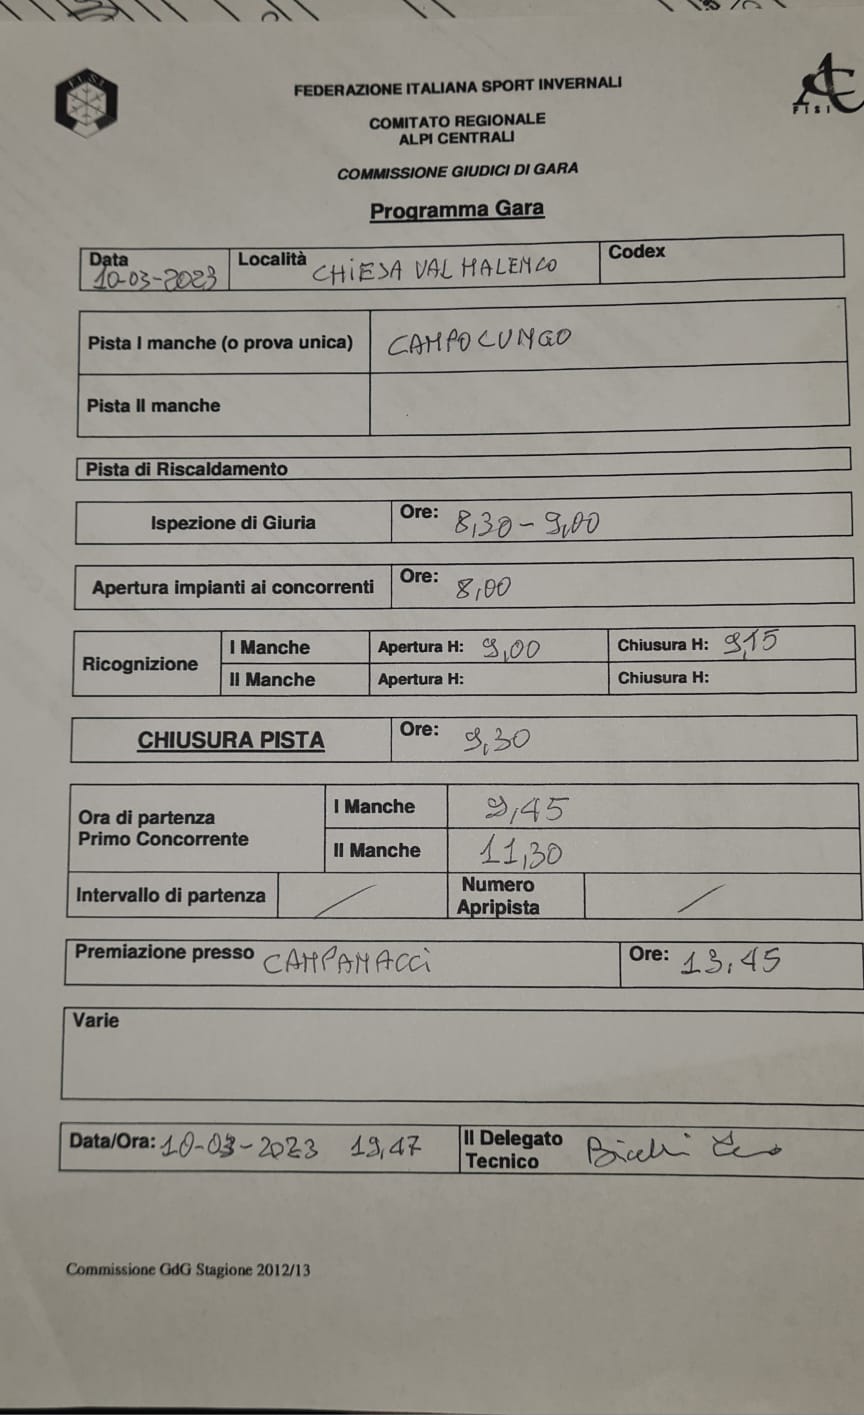 FEDERAZIONE ITALIANA SPORT INVERNALI
FISI
COMITATO REGIONALE
ALPI CENTRALI
COMMISSIONE GIUDICI DI GARA
Programma Gara
Data 10-03-2023 Località CHIESA VALMALENCO Codex
Pista I manche (o prova unica) CAMPOLUNGO
Pista II manche
Pista di Riscaldamento
Ispezione di Giuria Ore: 8,30 - 9,00
Apertura impianti ai concorrenti Ore: 8,00
Ricognizione I Manche Apertura H: 9,00 Chiusura H: 9,15
II Manche Apertura H: Chiusura H:
CHIUSURA PISTA Ore: 9,30
Ora di partenza Primo Concorrente I Manche 9,45
II Manche 11,30
Intervallo di partenza / Numero Apripista /
Premiazione presso CAMPANACCI Ore: 13,45
Varie
Data/Ora: 10-03-2023 19,47 Il Delegato Tecnico
Commissione GdG Stagione 2012/13